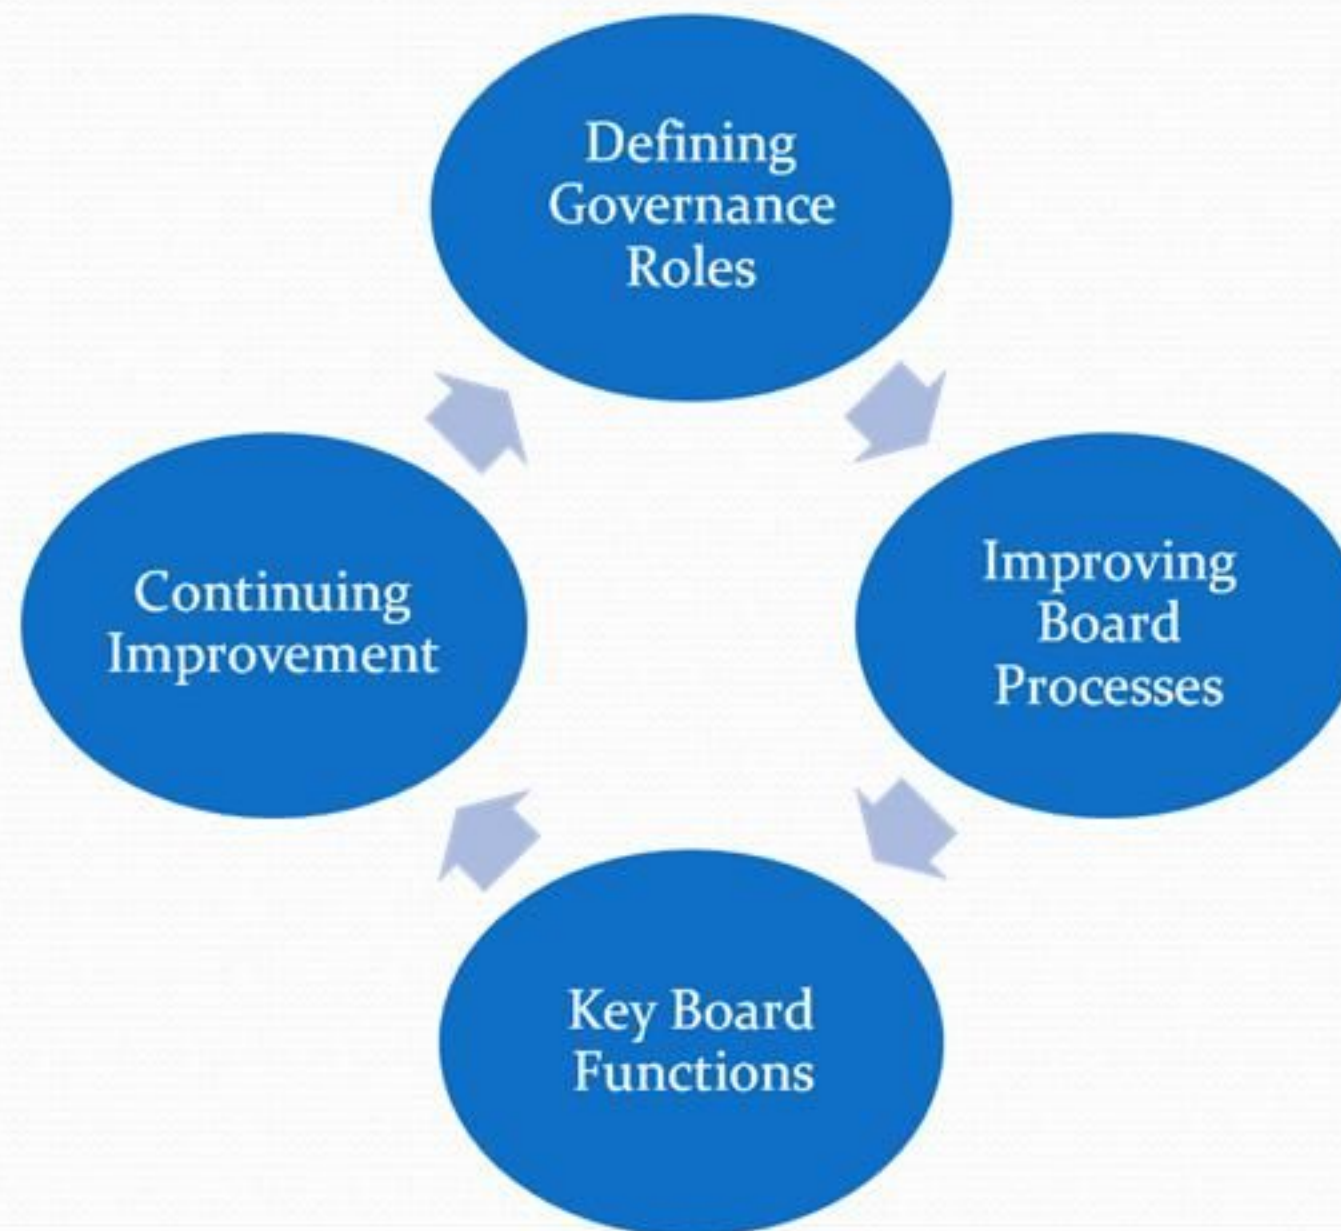 Defining
Governance
Roles
Improving
Board
Processes
Key Board
Functions
Continuing
Improvement